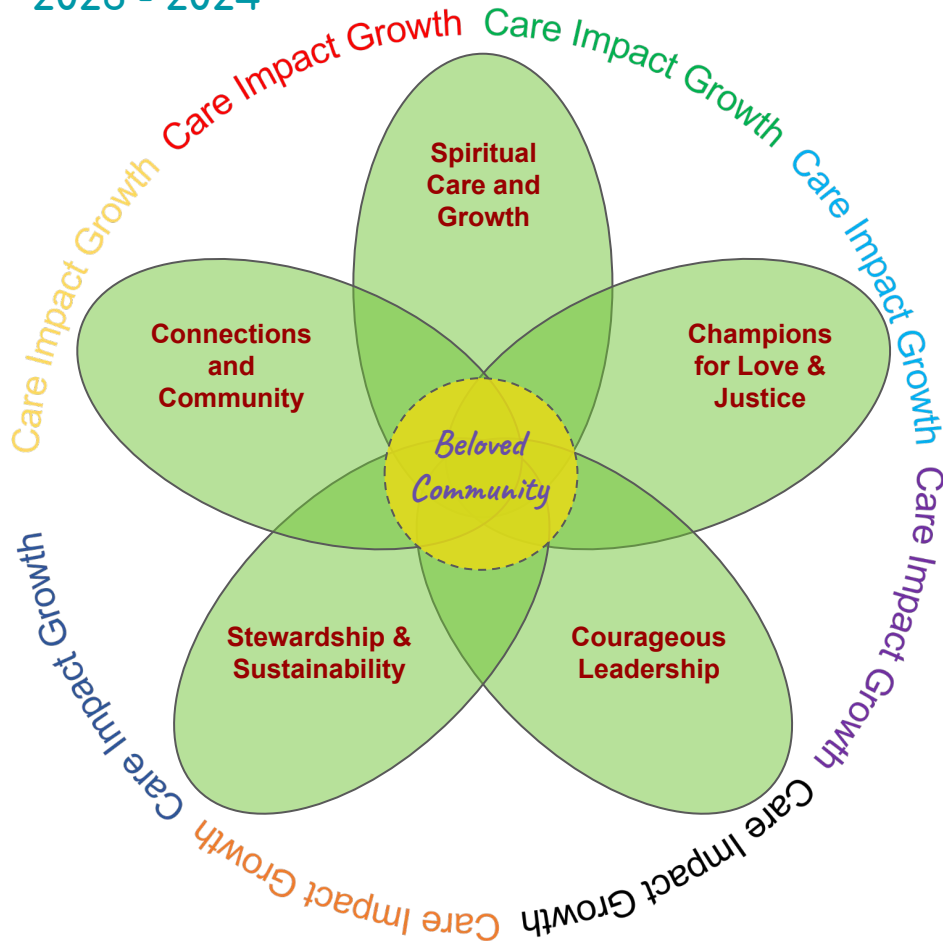 2023 - 2024
Care Impact Growth
Care Impact Growth
Care Impact Growth
Care Impact Growth
Care Impact Growth
Care Impact Growth
Care Impact Growth
Care Impact Growth
Spiritual
Care and
Growth
Connections
and
Community
Champions
for Love &
Justice
Beloved
Community
Stewardship &
Sustainability
Courageous
Leadership